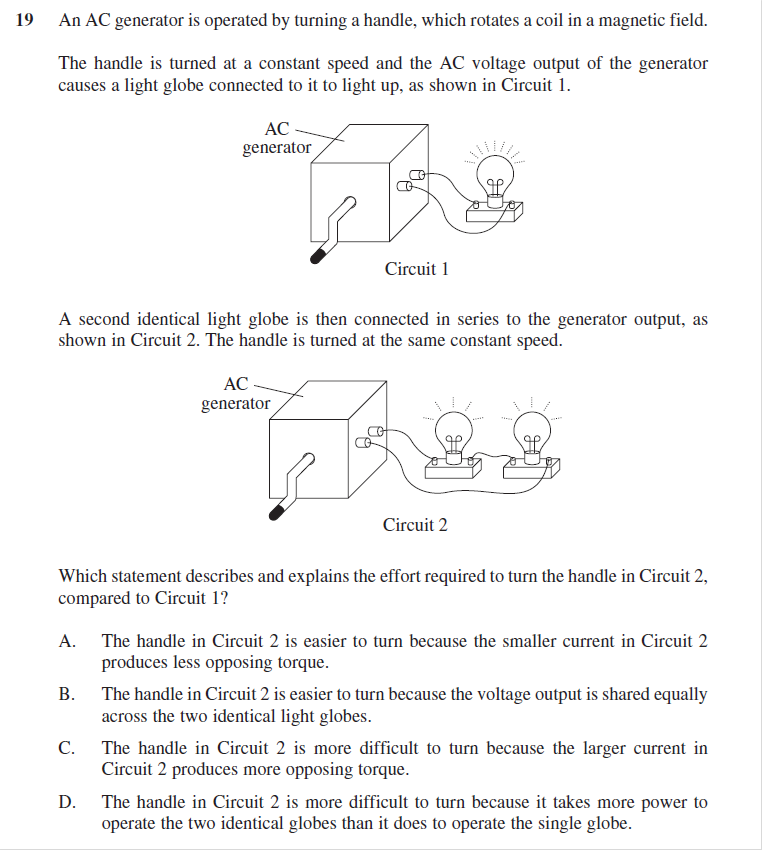 19 An AC generator is operated by turning a handle, which rotates a coil in a magnetic field.
The handle is turned at a constant speed and the AC voltage output of the generator
causes a light globe connected to it to light up, as shown in Circuit 1.
AC
generator
Circuit 1
A second identical light globe is then connected in series to the generator output, as
shown in Circuit 2. The handle is turned at the same constant speed.
AC
generator
Circuit 2
Which statement describes and explains the effort required to turn the handle in Circuit 2,
compared to Circuit 1?
A. The handle in Circuit 2 is easier to turn because the smaller current in Circuit 2
produces less opposing torque.
B. The handle in Circuit 2 is easier to turn because the voltage output is shared equally
across the two identical light globes.
C. The handle in Circuit 2 is more difficult to turn because the larger current in
Circuit 2 produces more opposing torque.
D. The handle in Circuit 2 is more difficult to turn because it takes more power to
operate the two identical globes than it does to operate the single globe.